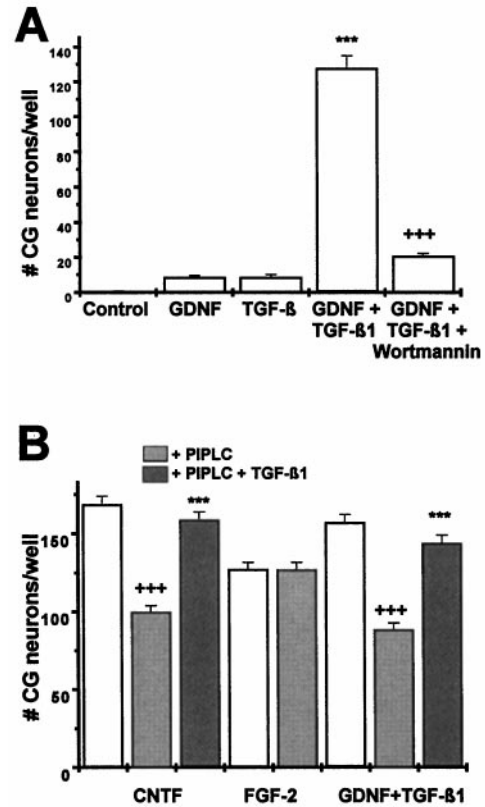 A
# CG neurons/well
140
120
100
80
60
40
20
0
***
+++
Control
GDNF
TGF-ß
GDNF +
TGF-ß1
GDNF +
TGF-ß1 +
Wortmannin
B
+ PIPLC
+ PIPLC + TGF-ß1
# CG neurons/well
150
100
50
0
+++
***
+++
***
CNTF
FGF-2
GDNF+TGF-ß1